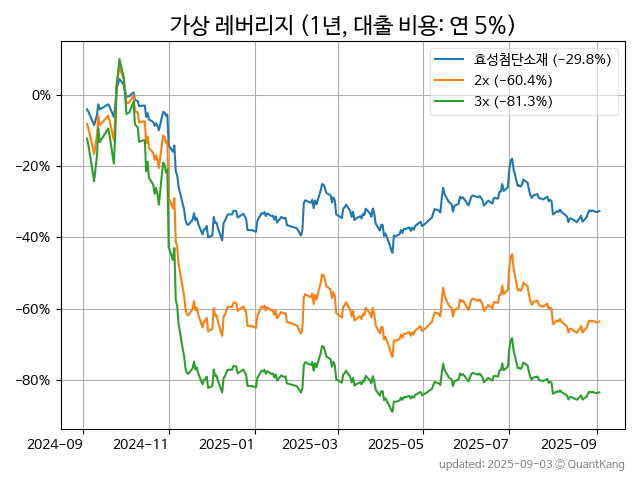 가상 레버리지 (1년, 대출 비용: 연 5%)
효성첨단소재 (−29.8%)
2x (−60.4%)
3x (−81.3%)
0%
−20%
−40%
−60%
−80%
2024-09 2024-11 2025-01 2025-03 2025-05 2025-07 2025-09
updated: 2025-09-03 © QuantKang